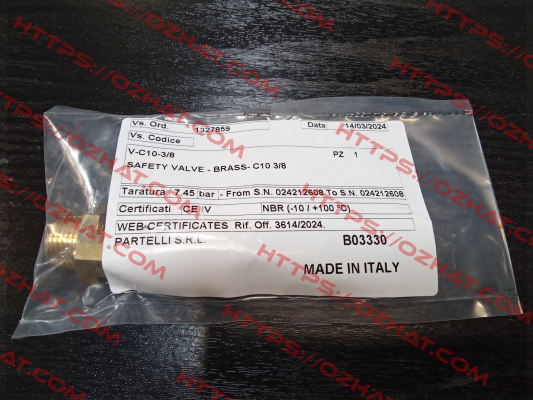 Vs. Ord. 1327859 Data 14/03/2024
Vs. Codice
V-C10-3/8 PZ 1
SAFETY VALVE - BRASS- C10 3/8
Taratura 7.45 bar - From S.N. 024212608 To S.N. 024212608
Certificati CE IV NBR (-10 / +100 °C)
WEB-CERTIFICATES Rif. Off. 3614/2024.
PARTELLI S.R.L. B03330
MADE IN ITALY
HTTPS://OZHAT.COM